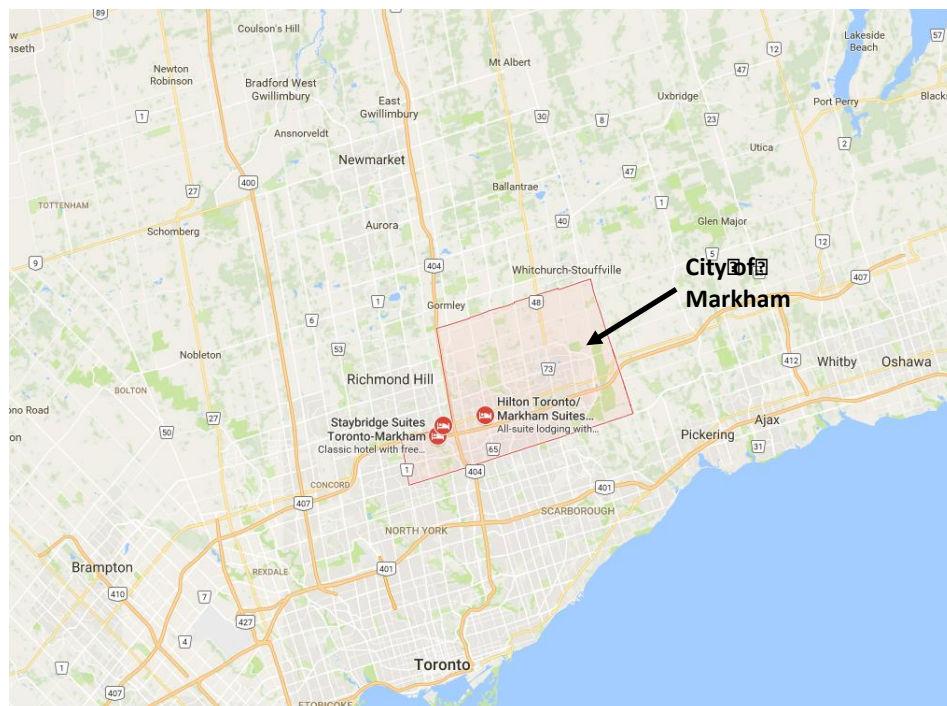 89
Coulson's Hill
12
Lakeside
Beach
57
w
nseth
Newton
Robinson
Bradford West
Gwillimbury
Mt Albert
47
Uxbridge
Port Perry
Blacks
East
Gwillimbury
1
30
8
23
Ansnorveldt
Newmarket
2
Utica
47
400
27
Ballantrae
1
TOTTENHAM
Schomberg
Aurora
40
Glen Major
12
9
404
5
407
Whitchurch-Stouffville
City of
Markham
1
Gormley
48
6
Nobleton
53
73
412
Whitby
Oshawa
BOLTON
Richmond Hill
ono Road
50
Hilton Toronto/
Markham Suites...
All-suite lodging with...
Staybridge Suites
Toronto-Markham
Classic hotel with free...
Ajax
Pickering
on
27
65
31
1
404
CONCORD
407
401
SCARBOROUGH
NORTH YORK
Brampton
REXDALE
401
410
7
427
4
1
Toronto
407
ETOBICOKE